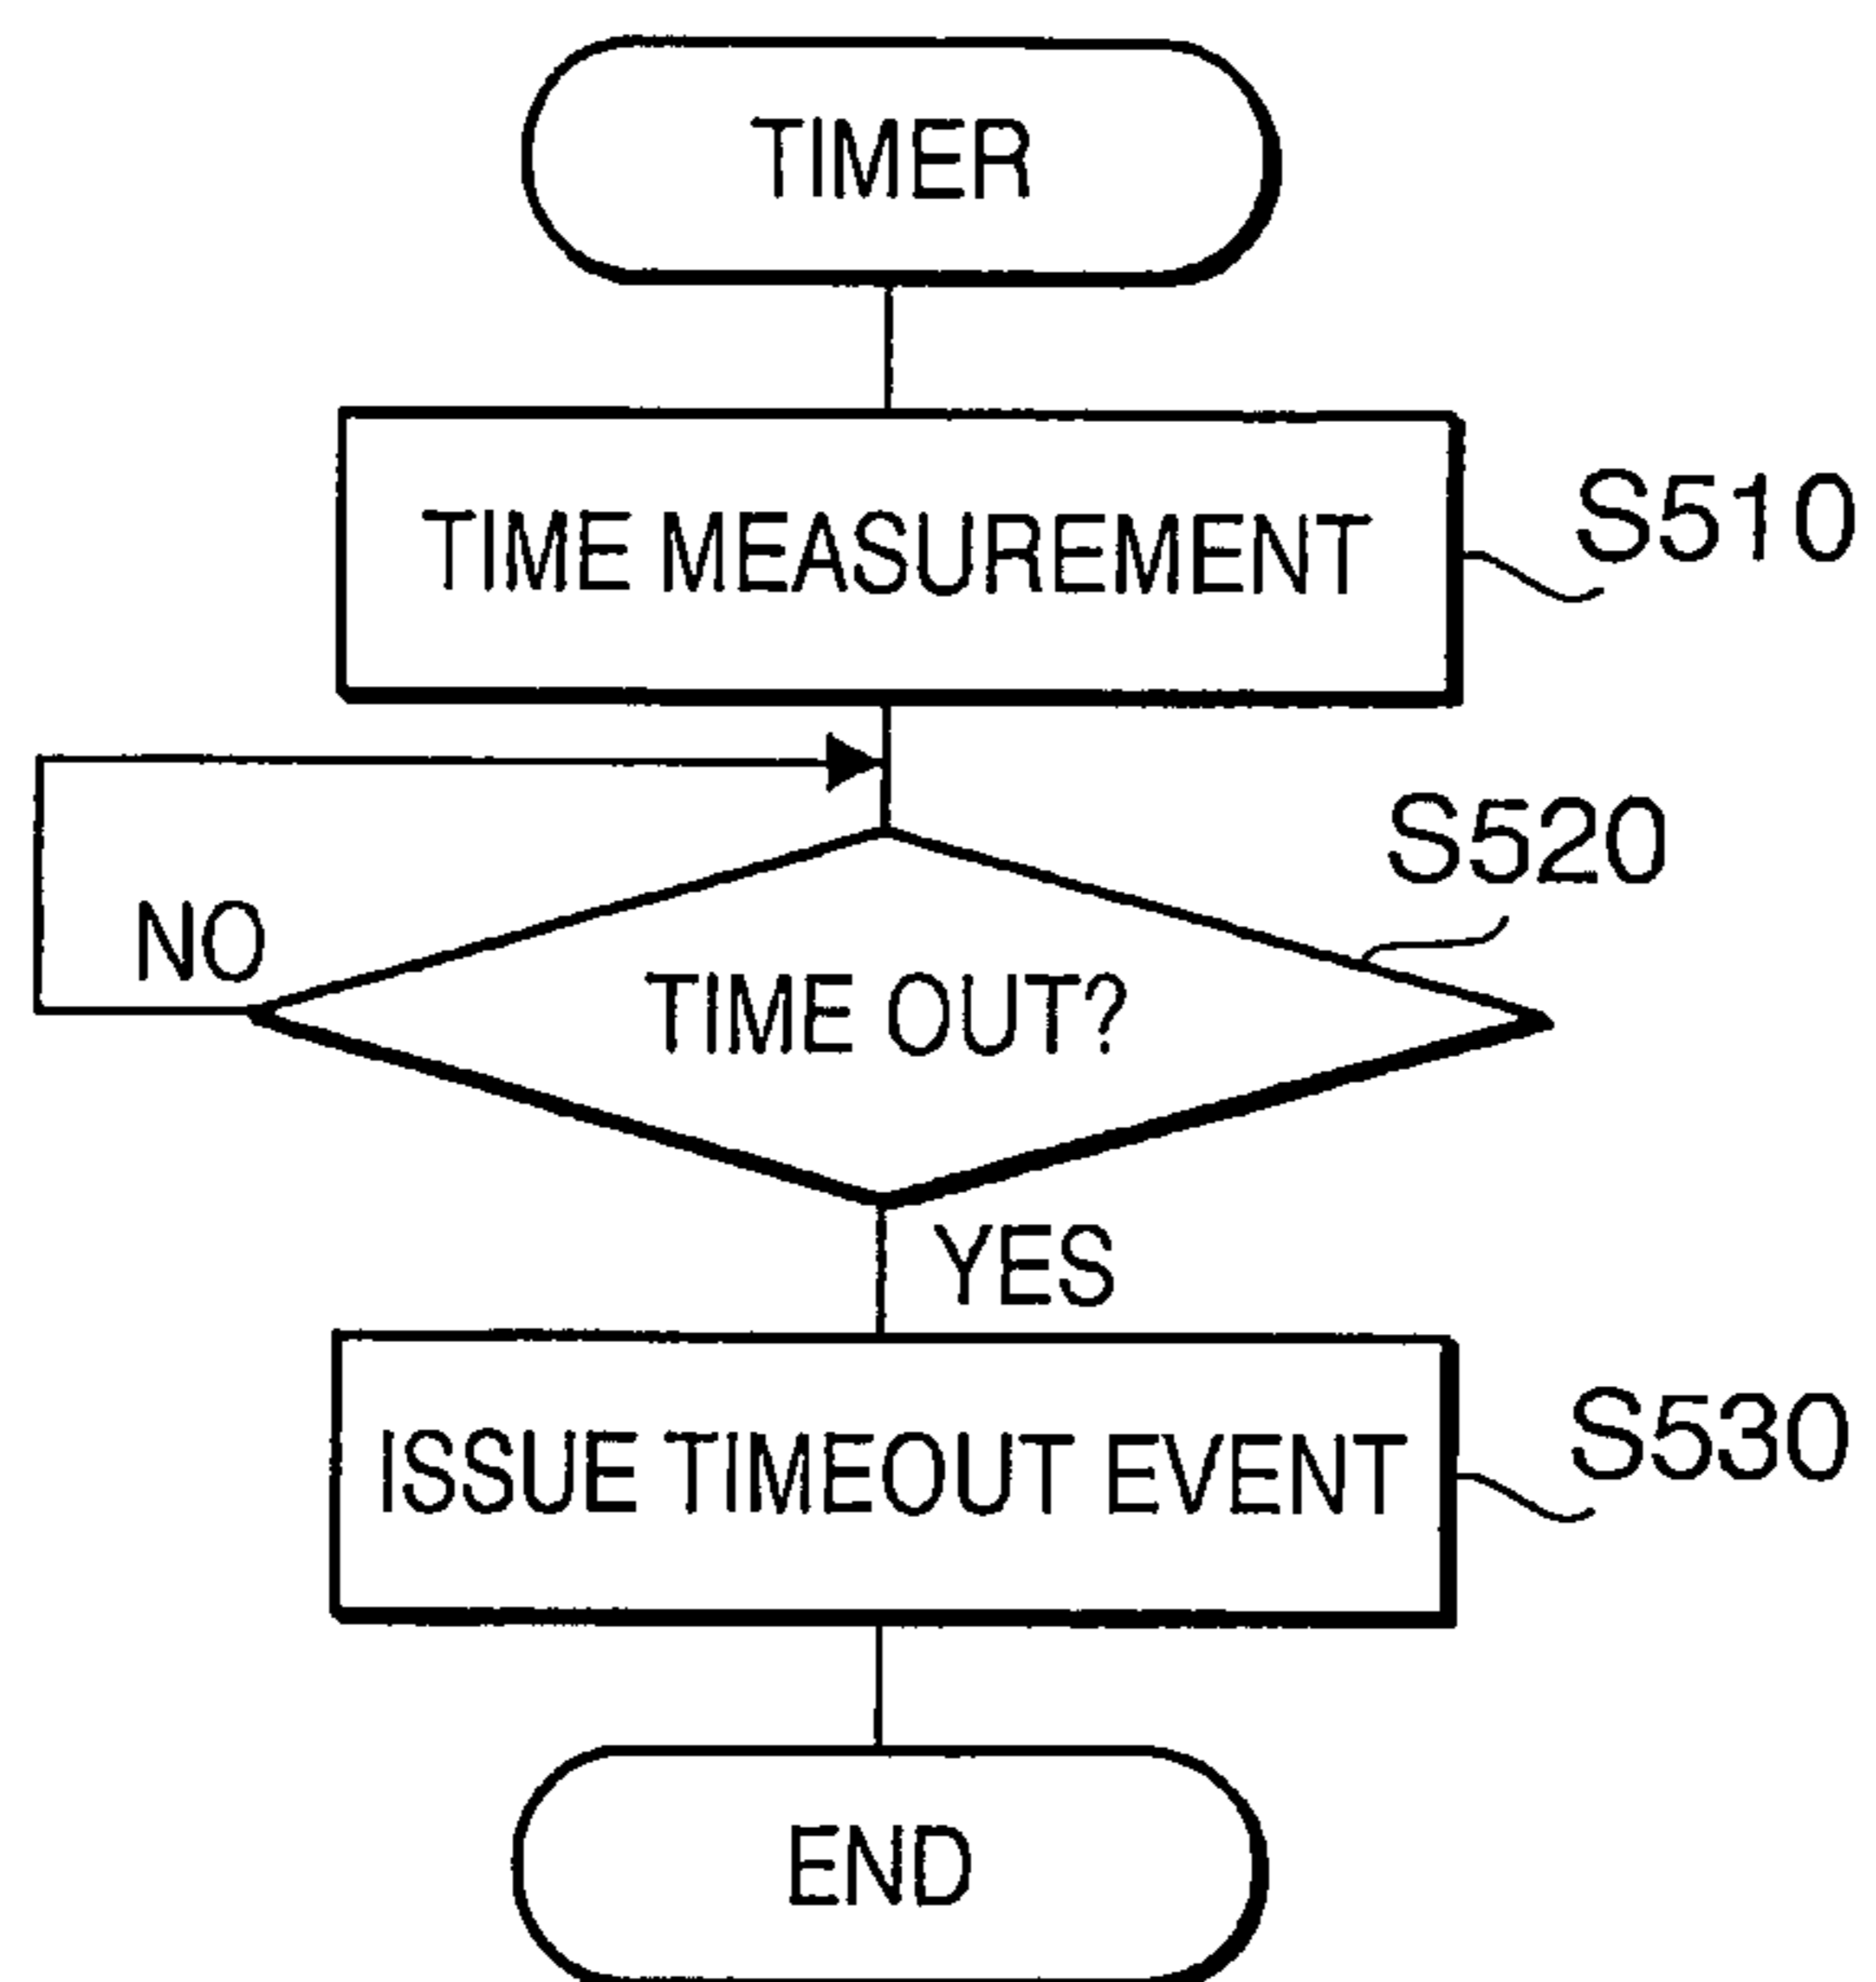 TIMER
TIME MEASUREMENT
S510
S520
NO
TIME OUT?
YES
ISSUE TIMEOUT EVENT
S530
END